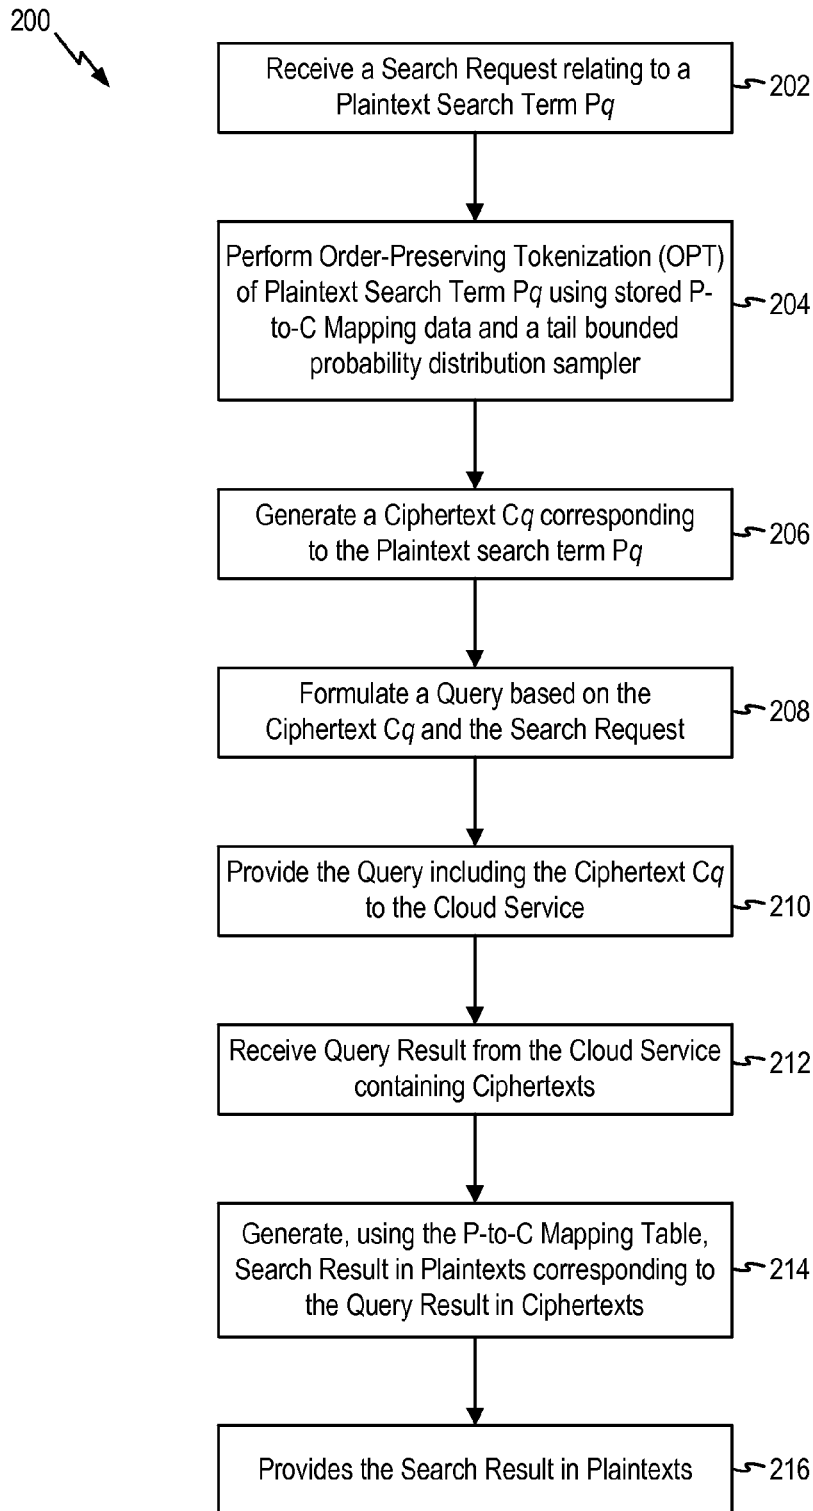 200
Receive a Search Request relating to a
Plaintext Search Term Pq
202
Perform Order-Preserving Tokenization (OPT)
of Plaintext Search Term Pq using stored P-
to-C Mapping data and a tail bounded
probability distribution sampler
204
Generate a Ciphertext Cq corresponding
to the Plaintext search term Pq
206
Formulate a Query based on the
Ciphertext Cq and the Search Request
208
Provide the Query including the Ciphertext Cq
to the Cloud Service
210
Receive Query Result from the Cloud Service
containing Ciphertexts
212
Generate, using the P-to-C Mapping Table,
Search Result in Plaintexts corresponding to
the Query Result in Ciphertexts
214
Provides the Search Result in Plaintexts
216